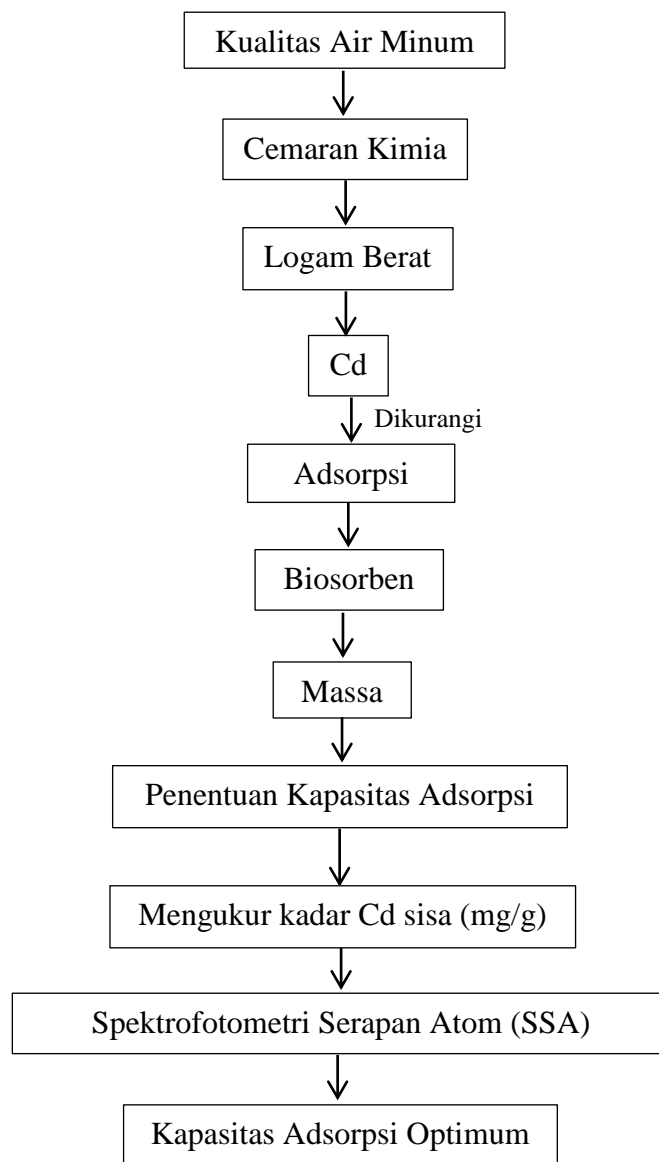 Kualitas Air Minum
Cemaran Kimia
Logam Berat
Cd
Dikurangi
Adsorpsi
Biosorben
Massa
Penentuan Kapasitas Adsorpsi
Mengukur kadar Cd sisa (mg/g)
Spektrofotometri Serapan Atom (SSA)
Kapasitas Adsorpsi Optimum